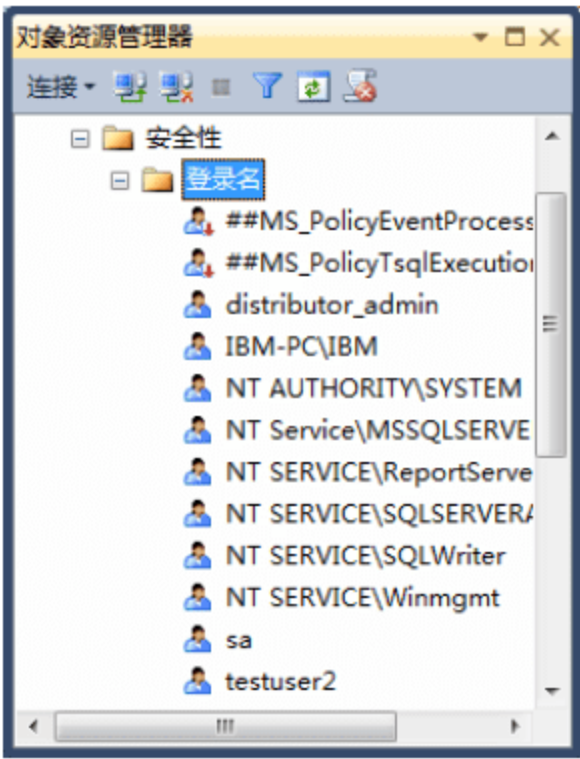 对象资源管理器
连接
安全性
登录名
##MS_PolicyEventProcess
##MS_PolicyTsqlExecution
distributor_admin
IBM-PC\IBM
NT AUTHORITY\SYSTEM
NT Service\MSSQLSERVE
NT SERVICE\ReportServe
NT SERVICE\SQLSERVERA
NT SERVICE\SQLWriter
NT SERVICE\Winmgmt
sa
testuser2